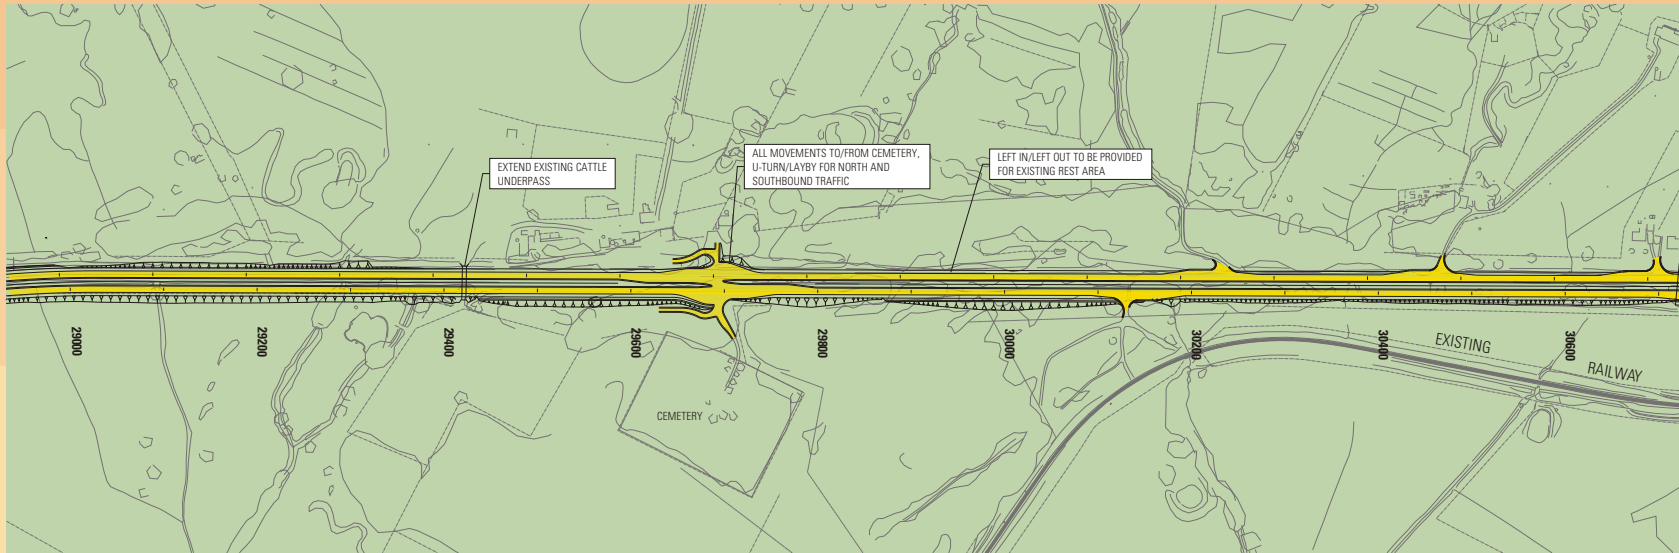 EXTEND EXISTING CATTLE
UNDERPASS
ALL MOVEMENTS TO/FROM CEMETERY,
U-TURN/LAYBY FOR NORTH AND
SOUTHBOUND TRAFFIC
LEFT IN/LEFT OUT TO BE PROVIDED
FOR EXISTING REST AREA
29000
29200
29400
29600
29800
30000
30200
30400
30600
EXISTING
RAILWAY
CEMETERY